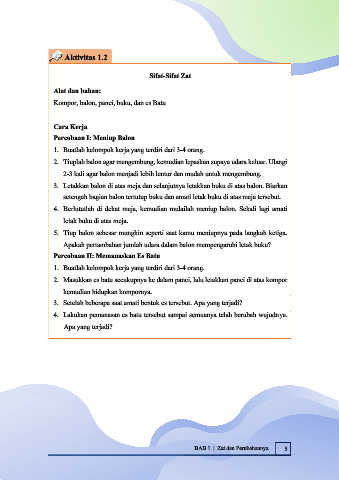 Aktivitas 1.2
Sifat-Sifat Zat
Alat dan bahan:
Kompor, balon, panci, buku, dan es Batu
Cara Kerja
Percobaan I: Meniup Balon
1. Buatlah kelompok kerja yang terdiri dari 3-4 orang.
2. Tiuplah balon agar mengembang, kemudian lepaskan supaya udara keluar. Ulangi
2-3 kali agar balon menjadi lebih lentur dan mudah untuk mengembang.
3. Letakkan balon di atas meja dan selanjutnya letakkan buku di atas balon. Biarkan
setengah bagian balon tertutup buku dan amati letak buku di atas meja tersebut.
4. Berlututlah di dekat meja, kemudian mulailah meniup balon. Sekali lagi amati
letak buku di atas meja.
5. Tiup balon sebesar mungkin seperti saat kamu meniupnya pada langkah ketiga.
Apakah pertambahan jumlah udara dalam balon mempengaruhi letak buku?
Percobaan II: Memanaskan Es Batu
1. Buatlah kelompok kerja yang terdiri dari 3-4 orang.
2. Masukkan es batu secukupnya ke dalam panci, lalu letakkan panci di atas kompor
kemudian hidupkan kompornya.
3. Setelah beberapa saat amati bentuk es tersebut. Apa yang terjadi?
4. Lakukan pemanasan es batu tersebut sampai semuanya telah berubah wujudnya.
Apa yang terjadi?
BAB 1 | Zat dan Perubahannya 5